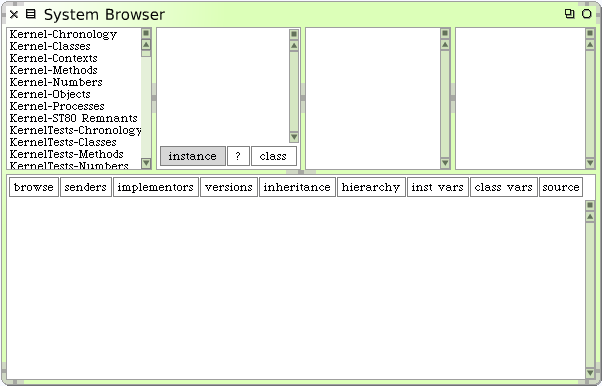 System Browser
Kernel-Chronology
Kernel-Classes
Kernel-Contexts
Kernel-Methods
Kernel-Numbers
Kernel-Objects
Kernel-Processes
Kernel-ST80 Remnants
KernelTests-Chronology
KernelTests-Classes
KernelTests-Methods
KernelTests-Numbers
instance ? class
browse senders implementors versions inheritance hierarchy inst vars class vars source